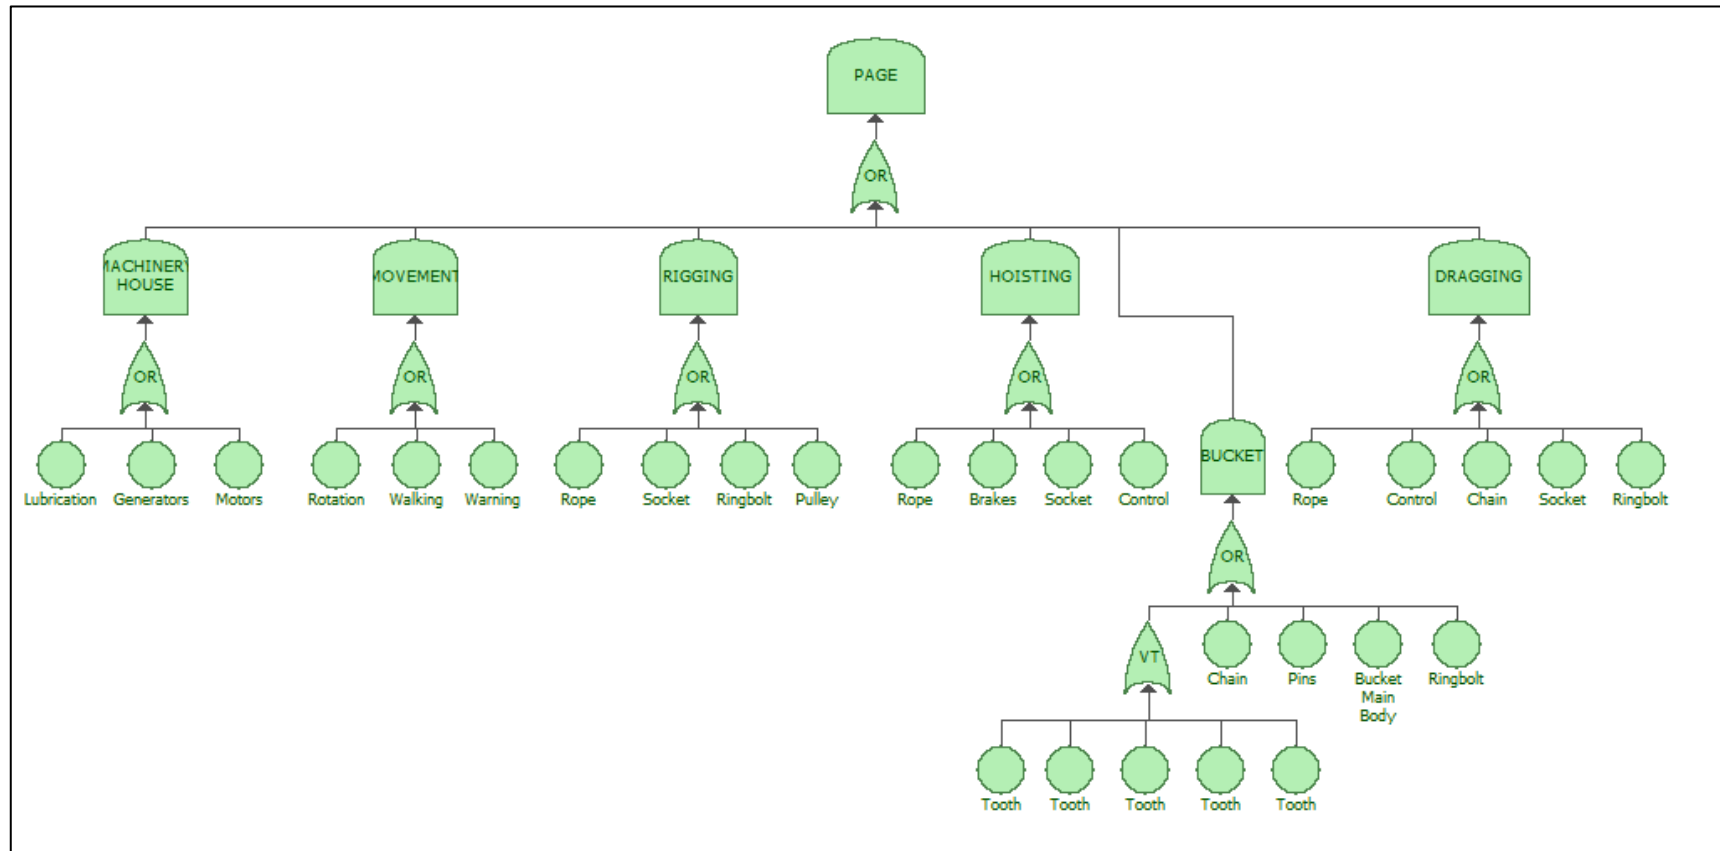 PAGE
OR
MACHINERY
HOUSE
MOVEMENT
RIGGING
HOISTING
DRAGGING
OR
OR
OR
OR
OR
Lubrication
Generators
Motors
Rotation
Walking
Warning
Rope
Socket
Ringbolt
Pulley
Rope
Brakes
Socket
Control
BUCKET
Rope
Control
Chain
Socket
Ringbolt
OR
VT
Chain
Pins
Bucket
Main
Body
Ringbolt
Tooth
Tooth
Tooth
Tooth
Tooth